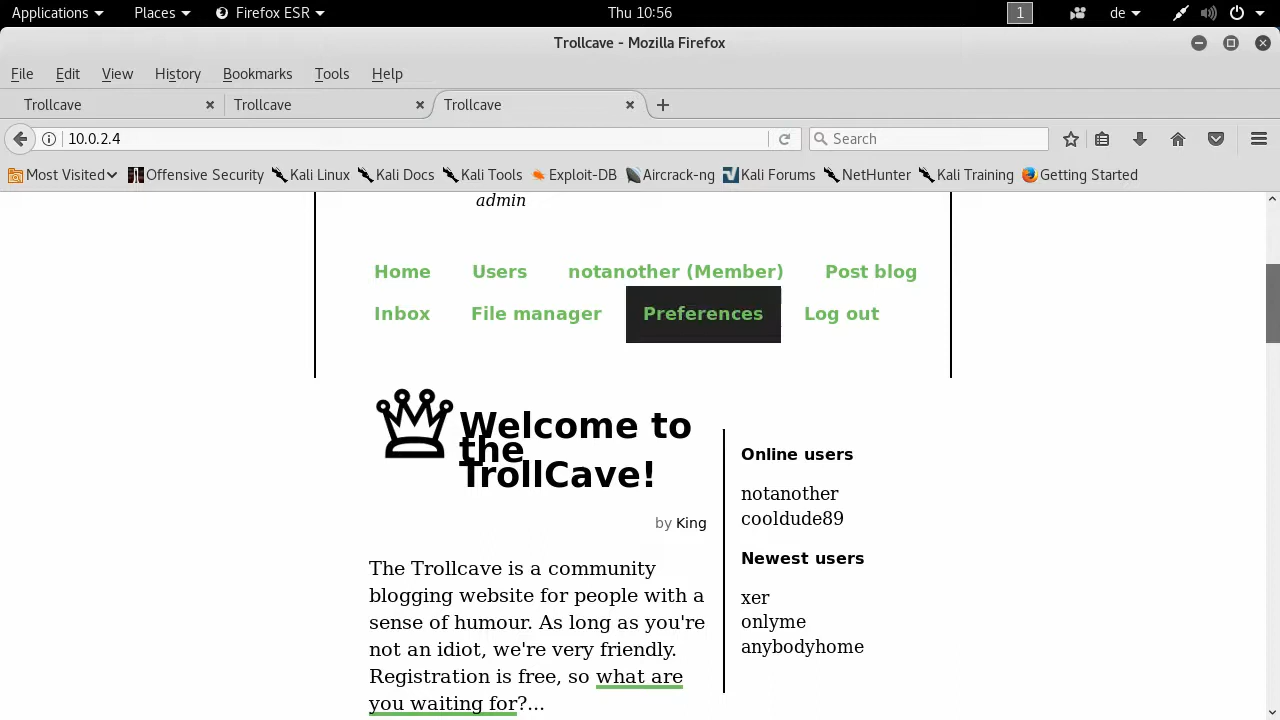 Applications Places Firefox ESR Thu 10:56 1 de
Trollcave - Mozilla Firefox
File Edit View History Bookmarks Tools Help
Trollcave Trollcave Trollcave
10.0.2.4 Search
Most Visited Offensive Security Kali Linux Kali Docs Kali Tools Exploit-DB Aircrack-ng Kali Forums NetHunter Kali Training Getting Started
admin
Home Users notanother (Member) Post blog
Inbox File manager Preferences Log out
Welcome to
the
TrollCave!
by King
The Trollcave is a community
blogging website for people with a
sense of humour. As long as you're
not an idiot, we're very friendly.
Registration is free, so what are
you waiting for?...
Online users
notanother
cooldude89
Newest users
xer
onlyme
anybodyhome